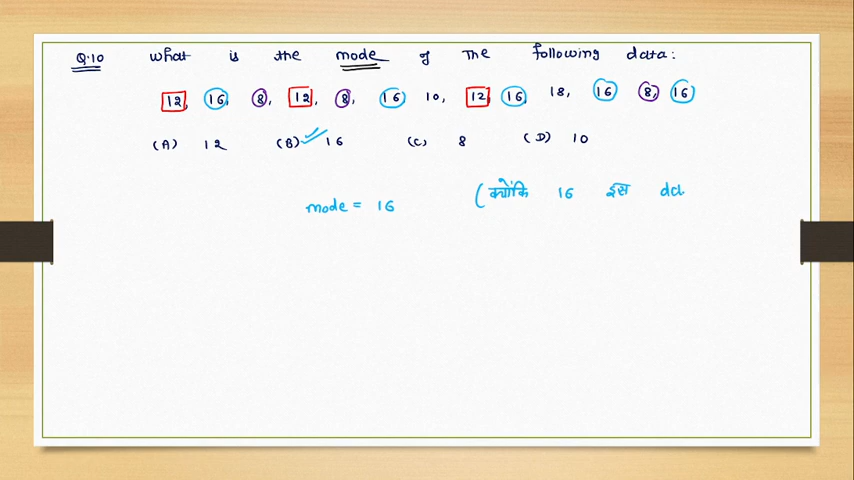 Q.10 What is the mode of The following data:
12, 16, 8, 12, 8, 16, 10, 12, 16, 18, 16, 8, 16
(A) 12 (B) 16 (C) 8 (D) 10
mode = 16 (क्योंकि 16 इस